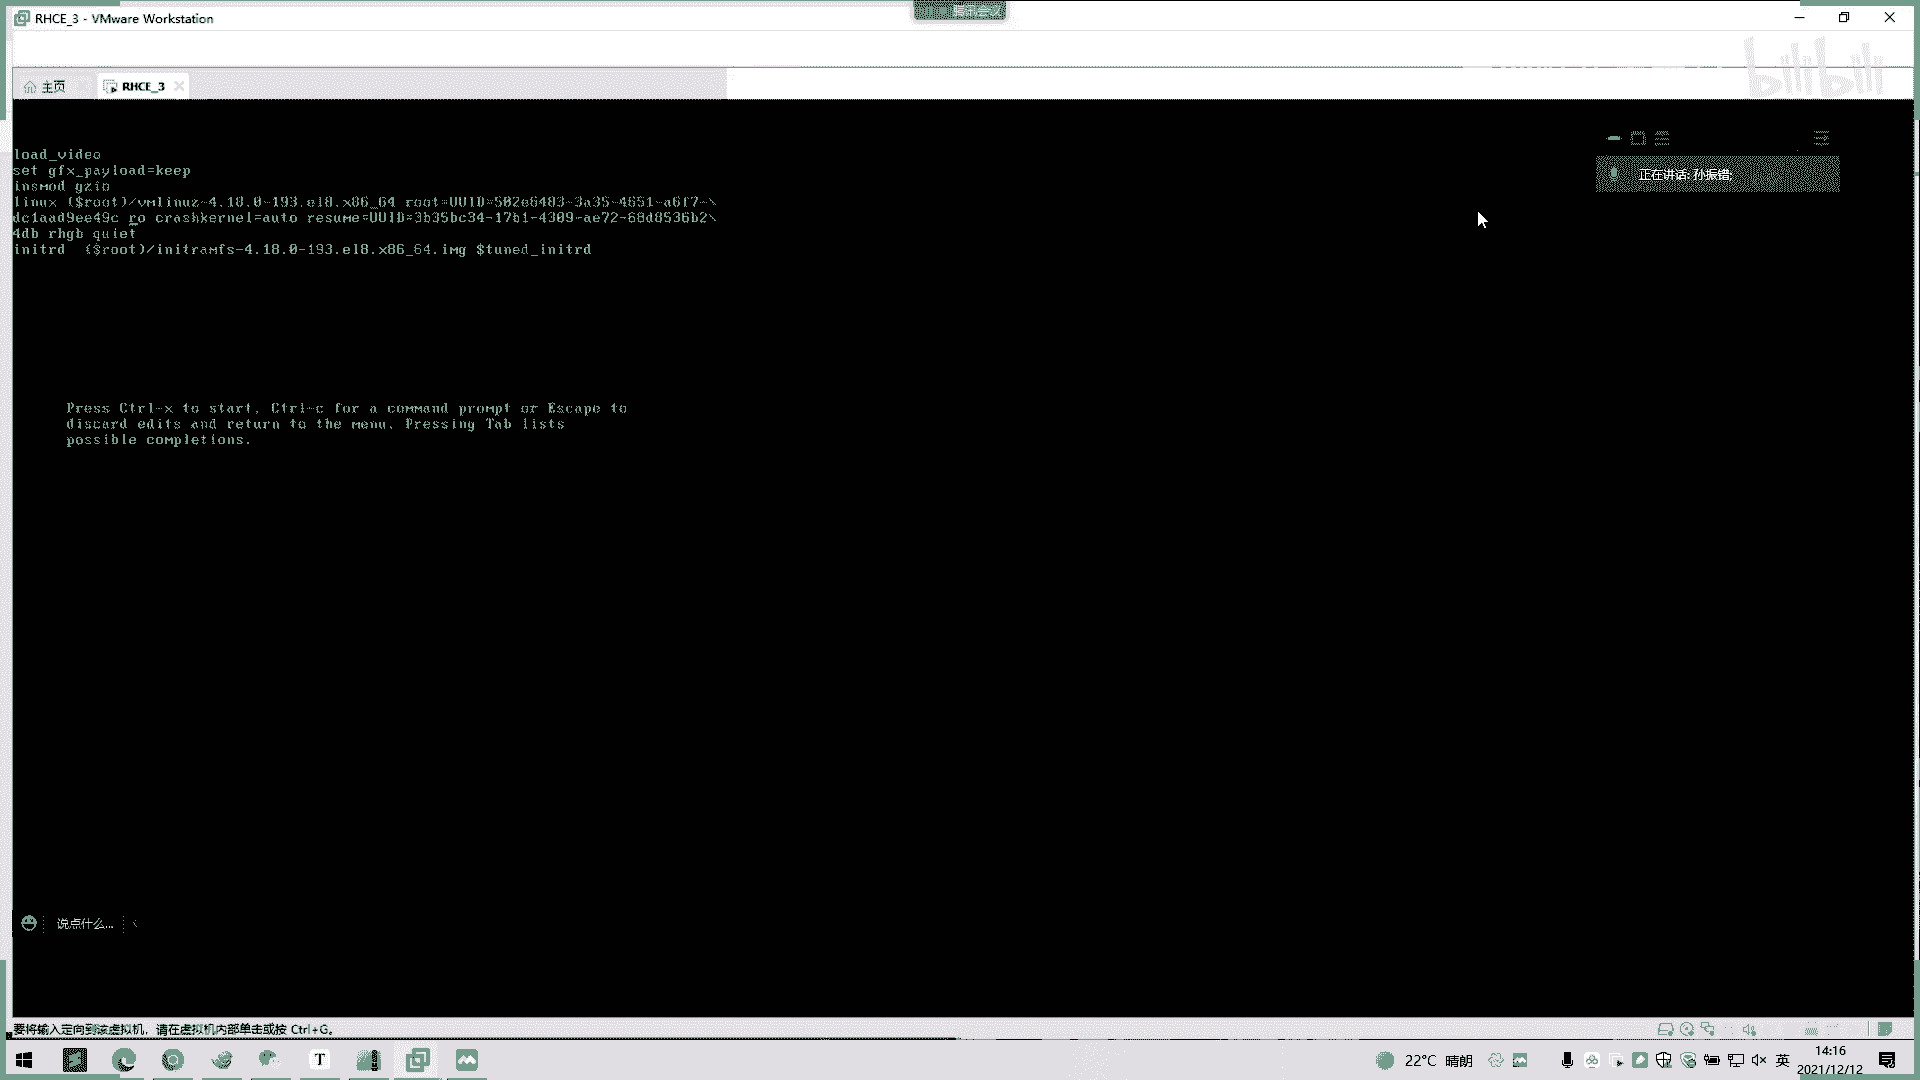 RHCE_3 - VMware Workstation
bilibili
主页
RHCE_3
load_video
set gfx_payload=keep
insmod gzio
linux ($root)/vmlinuz-4.18.0-193.el8.x86_64 root=UUID=502e6483-3a35-4651-a6f7-\
dc1aad9ee49c ro crashkernel=auto resume=UUID=3b35bc34-17b1-4309-ae72-68d8536b2\
4db rhgb quiet
initrd ($root)/initramfs-4.18.0-193.el8.x86_64.img $tuned_initrd
正在讲话: 孙振错;
Press Ctrl-x to start, Ctrl-c for a command prompt or Escape to
discard edits and return to the menu. Pressing Tab lists
possible completions.
说点什么...
要将输入定向到该虚拟机，请在虚拟机内部单击或按 Ctrl+G。
22°C 晴朗
英
14:16
2021/12/12